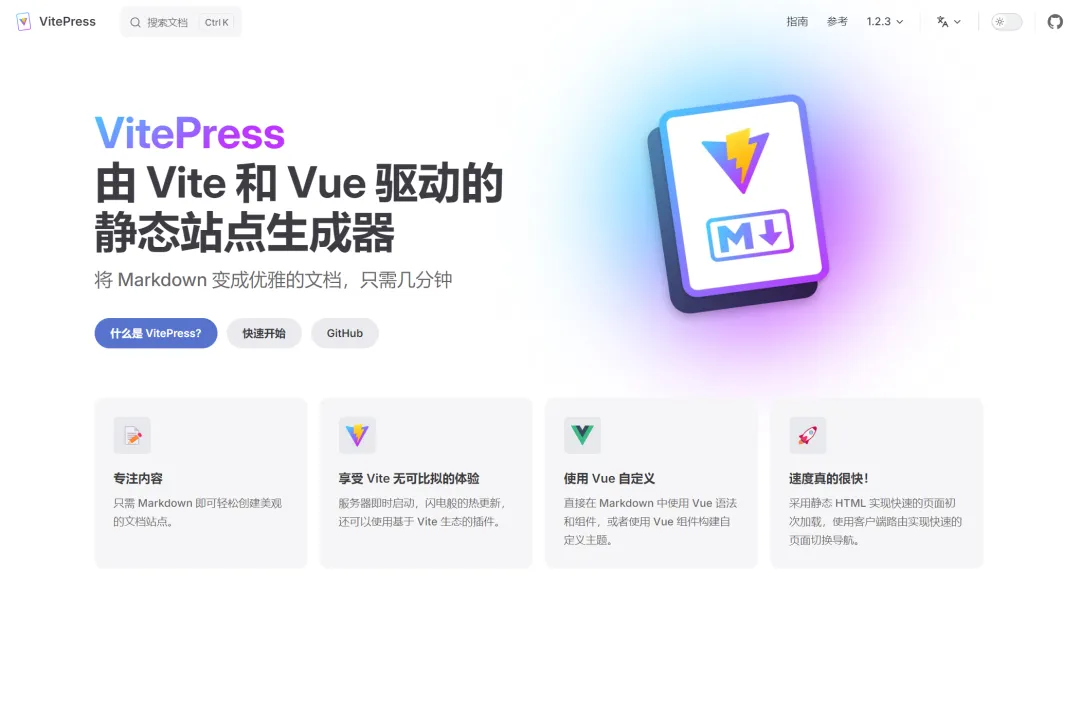 VitePress
搜索文档 Ctrl K
指南 参考 1.2.3
VitePress
由 Vite 和 Vue 驱动的
静态站点生成器
将 Markdown 变成优雅的文档，只需几分钟
什么是 VitePress? 快速开始 GitHub
M
专注内容
只需 Markdown 即可轻松创建美观
的文档站点。
享受 Vite 无可比拟的体验
服务器即时启动，闪电般的热更新，
还可以使用基于 Vite 生态的插件。
使用 Vue 自定义
直接在 Markdown 中使用 Vue 语法
和组件，或者使用 Vue 组件构建自
定义主题。
速度真的很快！
采用静态 HTML 实现快速的页面初
次加载，使用客户端路由实现快速的
页面切换导航。